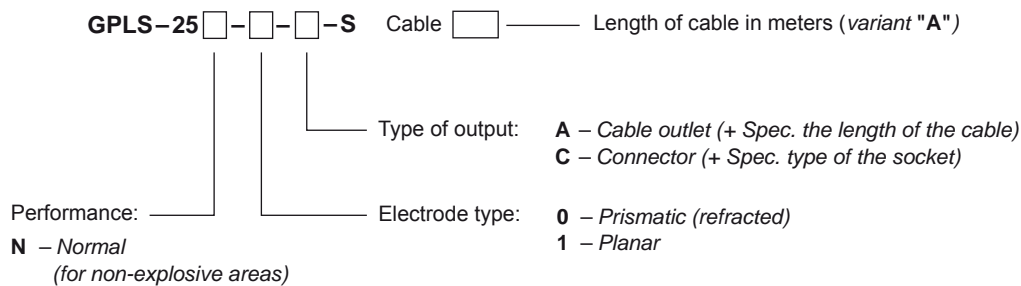 GPLS–25 – – –S Cable Length of cable in meters (variant "A")
Type of output: A – Cable outlet (+ Spec. the length of the cable)
C – Connector (+ Spec. type of the socket)
Performance: Electrode type: 0 – Prismatic (refracted)
N – Normal 1 – Planar
(for non-explosive areas)